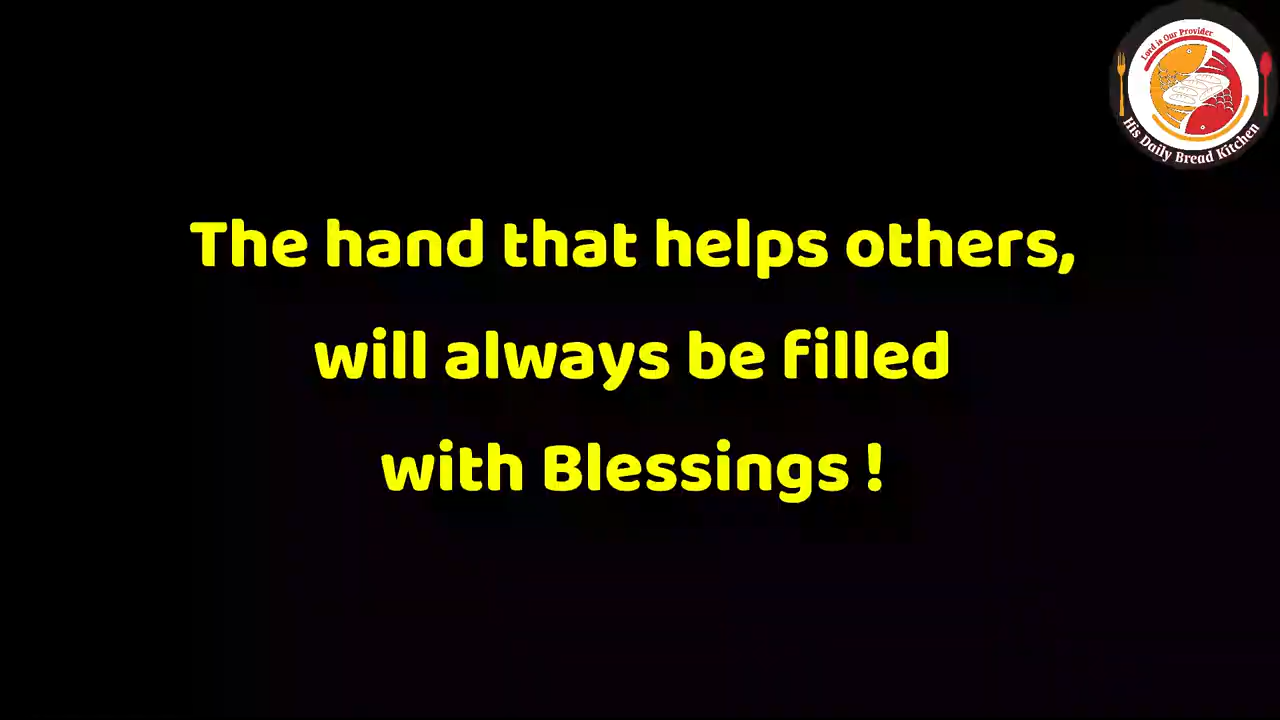 Lord is Our Provider
His Daily Bread Kitchen
The hand that helps others,
will always be filled
with Blessings !